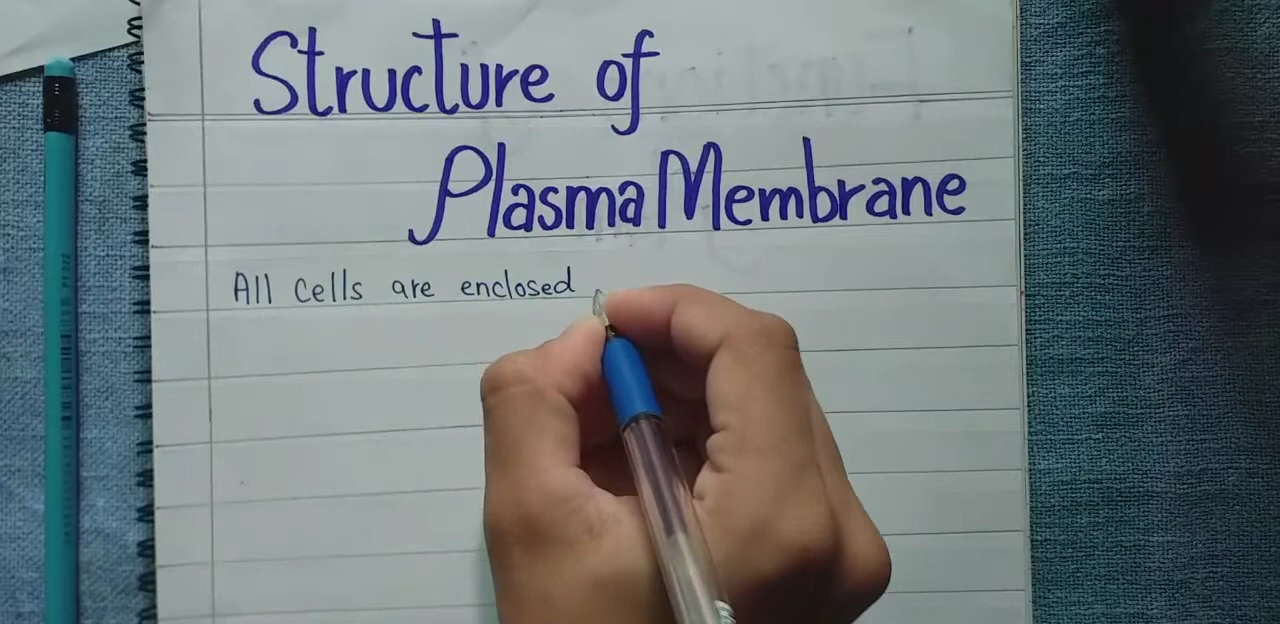 Structure of
Plasma Membrane
All cells are enclosed